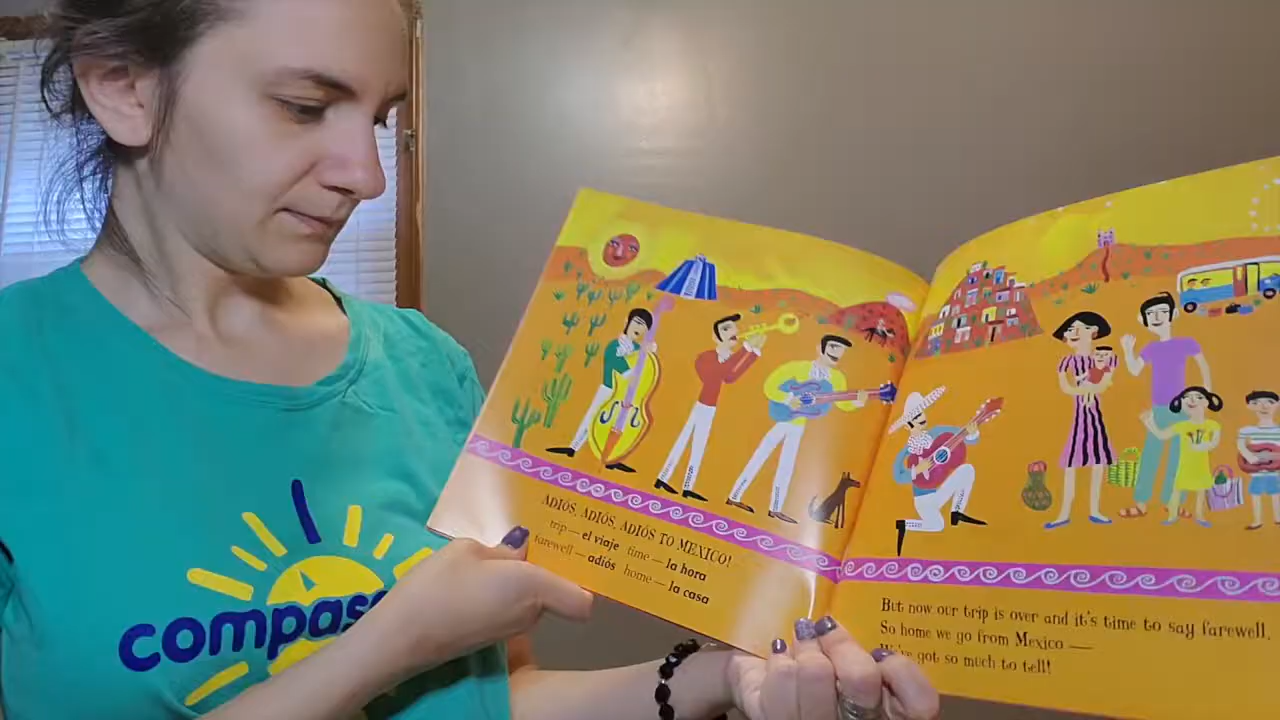 compass
ADIÓS, ADIÓS, ADIÓS TO MEXICO!
trip — el viaje time — la hora
farewell — adiós home — la casa
But now our trip is over and it's time to say farewell.
So home we go from Mexico —
We've got so much to tell!